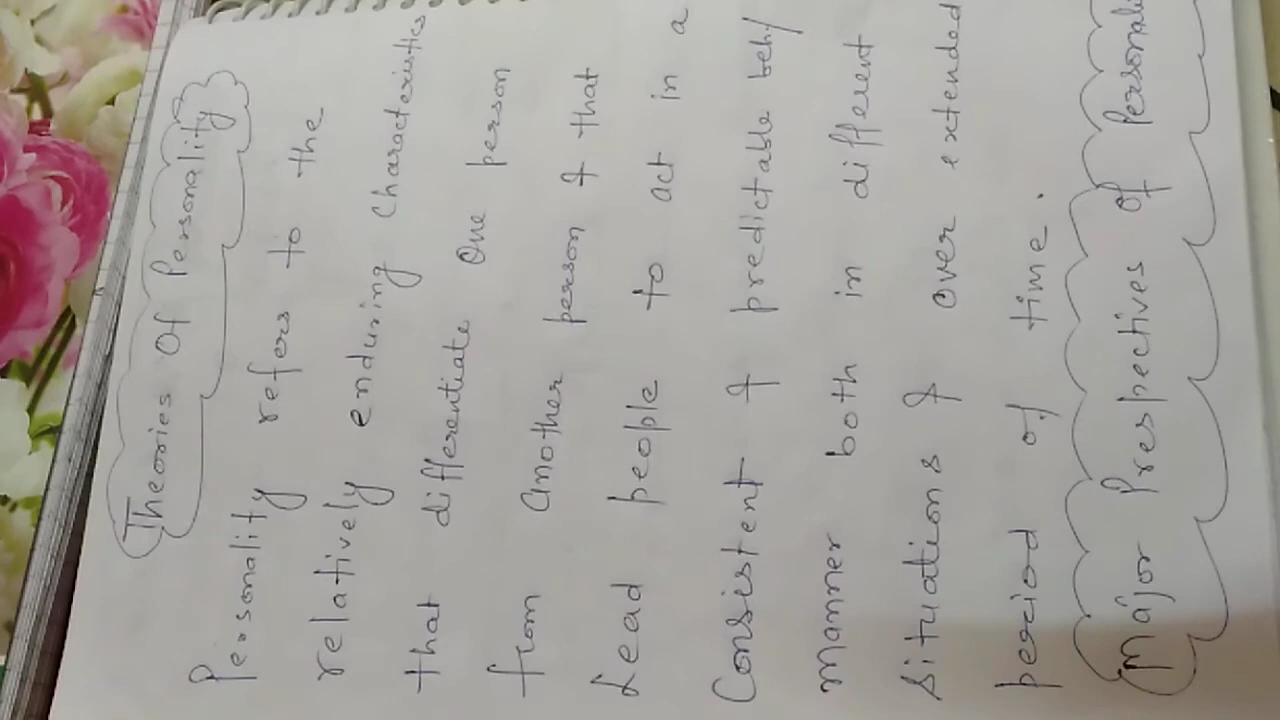 Theories Of Personality
Personality refers to the
relatively enduring Characteristics
that differentiate One person
from another person & that
Lead people to act in a
Consistent & predictable beh/
manner both in different
Situations & over extended
period of time.
Major Prespectives of Personali